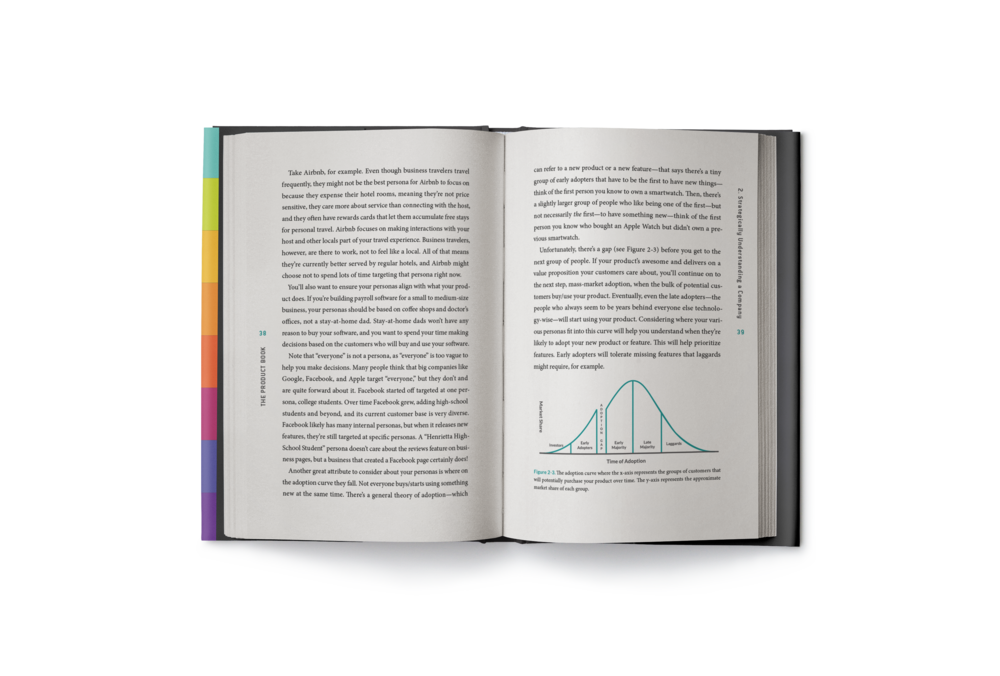 Take Airbnb, for example. Even though business travelers travel
frequently, they might not be the best persona for Airbnb to focus on
because they expense their hotel rooms, meaning they're not price
sensitive, they care more about service than connecting with the host,
and they often have rewards cards that let them accumulate free stays
for personal travel. Airbnb focuses on making interactions with your
host and other locals part of your travel experience. Business travelers,
however, are there to work, not to feel like a local. All of that means
they're currently better served by regular hotels, and Airbnb might
choose not to spend lots of time targeting that persona right now.
You'll also want to ensure your personas align with what your prod-
uct does. If you're building payroll software for a small to medium-size
business, your personas should be based on coffee shops and doctor's
offices, not a stay-at-home dad. Stay-at-home dads won't have any
reason to buy your software, and you want to spend your time making
decisions based on the customers who will buy and use your software.
Note that "everyone" is not a persona, as "everyone" is too vague to
help you make decisions. Many people think that big companies like
Google, Facebook, and Apple target "everyone," but they don't and
are quite forward about it. Facebook started off targeted at one per-
sona, college students. Over time Facebook grew, adding high-school
students and beyond, and its current customer base is very diverse.
Facebook likely has many internal personas, but when it releases new
features, they're still targeted at specific personas. A "Henrietta High-
School Student" persona doesn't care about the reviews feature on busi-
ness pages, but a business that created a Facebook page certainly does!
Another great attribute to consider about your personas is where on
the adoption curve they fall. Not everyone buys/starts using something
new at the same time. There's a general theory of adoption—which
38
THE PRODUCT BOOK
can refer to a new product or a new feature—that says there's a tiny
group of early adopters that have to be the first to have new things—
think of the first person you know to own a smartwatch. Then, there's
a slightly larger group of people who like being one of the first—but
not necessarily the first—to have something new—think of the first
person you know who bought an Apple Watch but didn't own a pre-
vious smartwatch.
Unfortunately, there's a gap (see Figure 2-3) before you get to the
next group of people. If your product's awesome and delivers on a
value proposition your customers care about, you'll continue on to
the next step, mass-market adoption, when the bulk of potential cus-
tomers buy/use your product. Eventually, even the late adopters—the
people who always seem to be years behind everyone else technolo-
gy-wise—will start using your product. Considering where your vari-
ous personas fit into this curve will help you understand when they're
likely to adopt your new product or feature. This will help prioritize
features. Early adopters will tolerate missing features that laggards
might require, for example.
Market Share
Early
Adopters
ADOPTION GAP
Early
Majority
Late
Majority
Laggards
Time of Adoption
Figure 2-3. The adoption curve where the x-axis represents the groups of customers that
will potentially purchase your product over time. The y-axis represents the approximate
market share of each group.
2. Strategically Understanding a Company
39